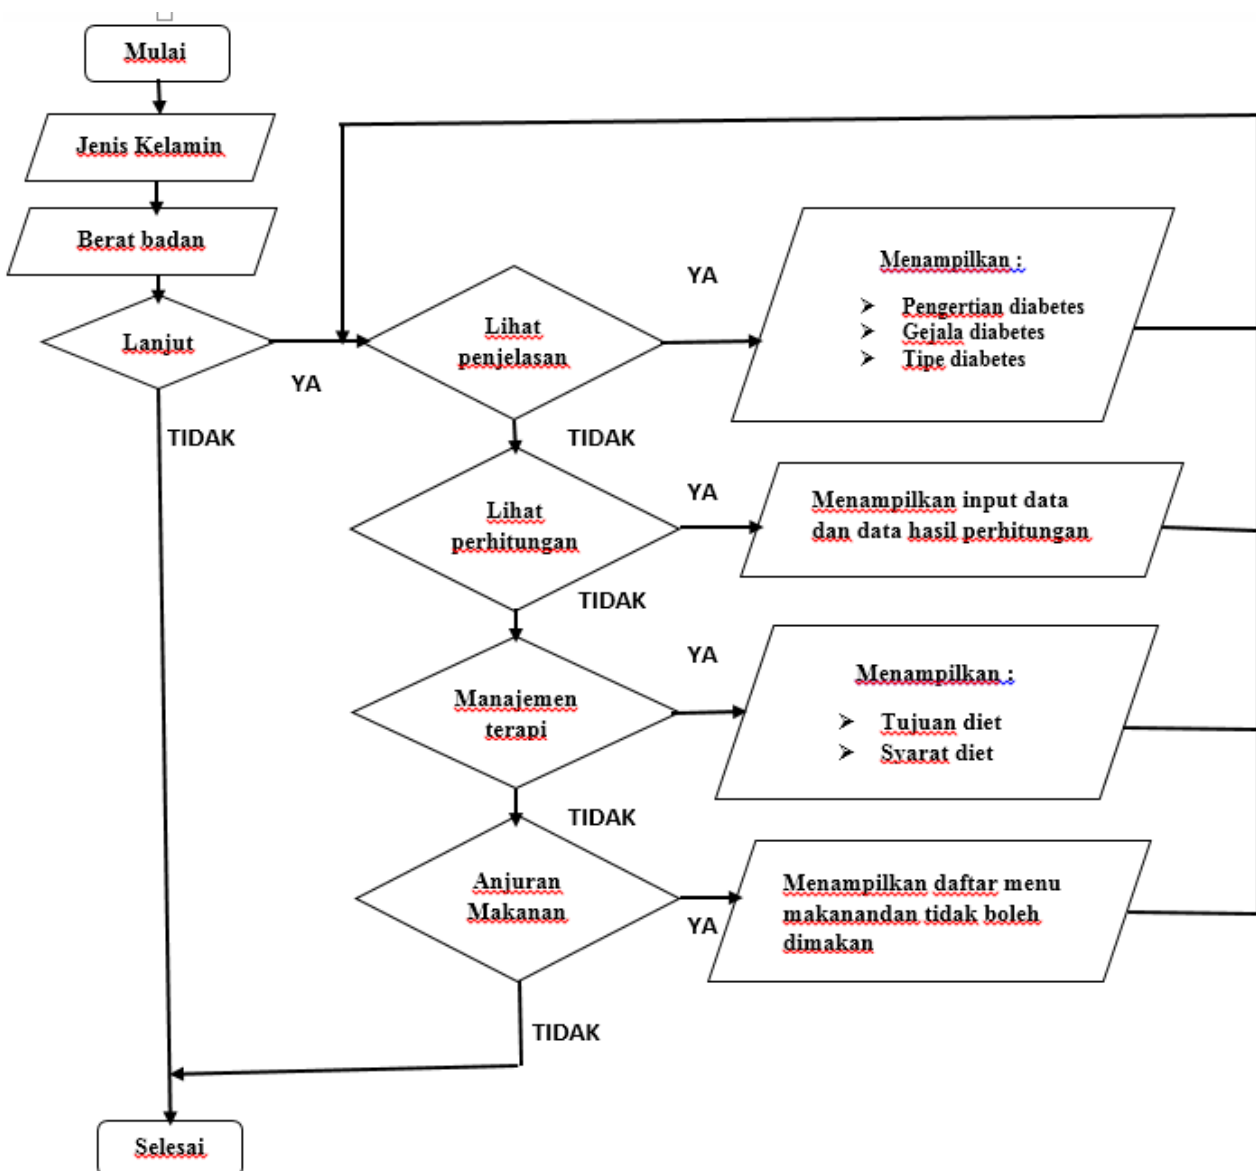 Mulai
Jenis Kelamin
Berat badan
Lanjut
YA
TIDAK
Lihat
penjelasan
YA
Menampilkan :
➢ Pengertian diabetes
➢ Gejala diabetes
➢ Tipe diabetes
TIDAK
Lihat
perhitungan
YA
Menampilkan input data
dan data hasil perhitungan
TIDAK
Manajemen
terapi
YA
Menampilkan :
➢ Tujuan diet
➢ Syarat diet
TIDAK
Anjuran
Makanan
YA
Menampilkan daftar menu
makanandan tidak boleh
dimakan
TIDAK
Selesai